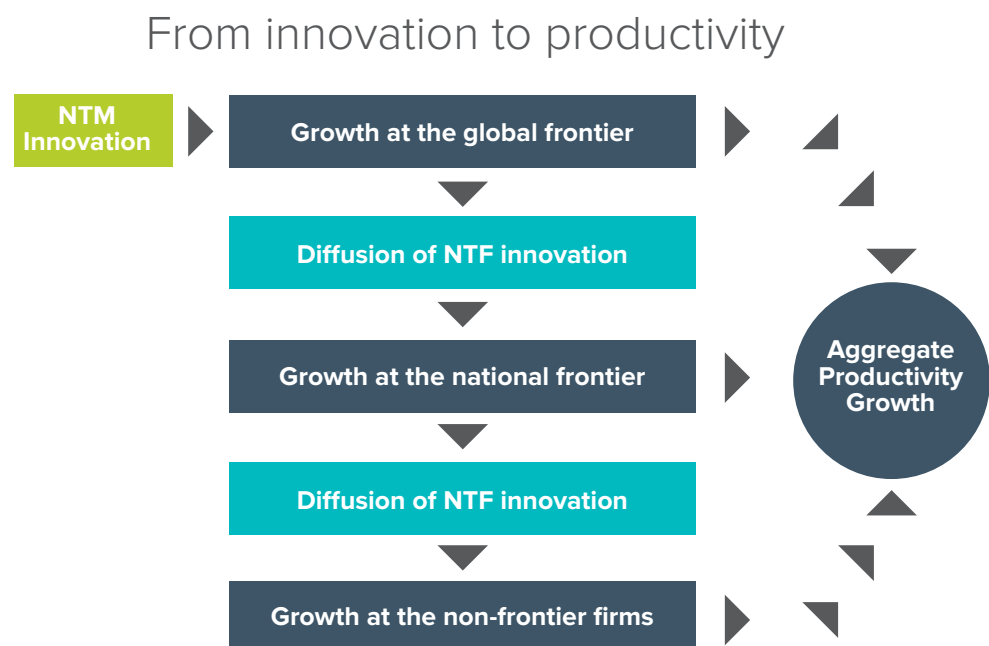 From innovation to productivity
NTM
Innovation
Growth at the global frontier
Diffusion of NTF innovation
Growth at the national frontier
Aggregate
Productivity
Growth
Diffusion of NTF innovation
Growth at the non-frontier firms